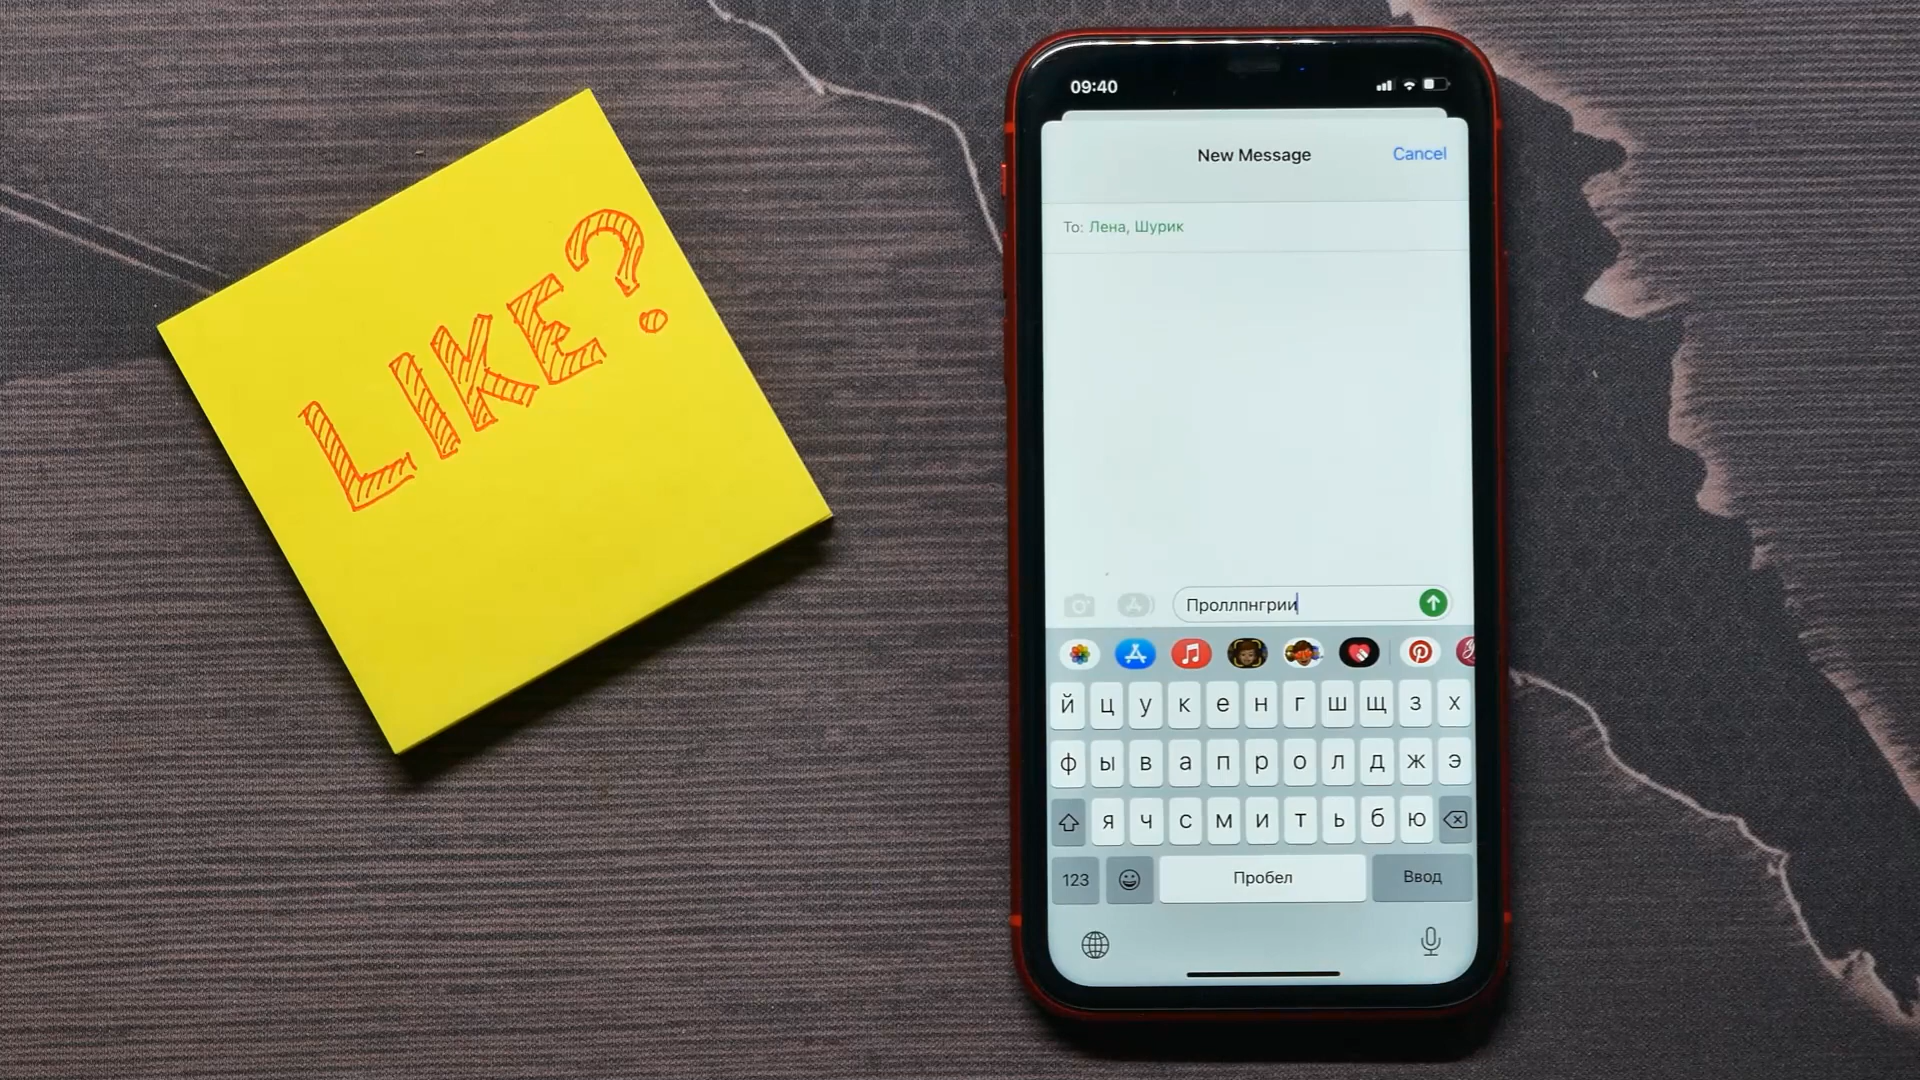 LIKE?
09:40
New Message
Cancel
To: Лена, Шурик
Проллпнгрии
й ц у к е н г ш щ з х
ф ы в а п р о л д ж э
я ч с м и т ь б ю
123
Пробел
Ввод